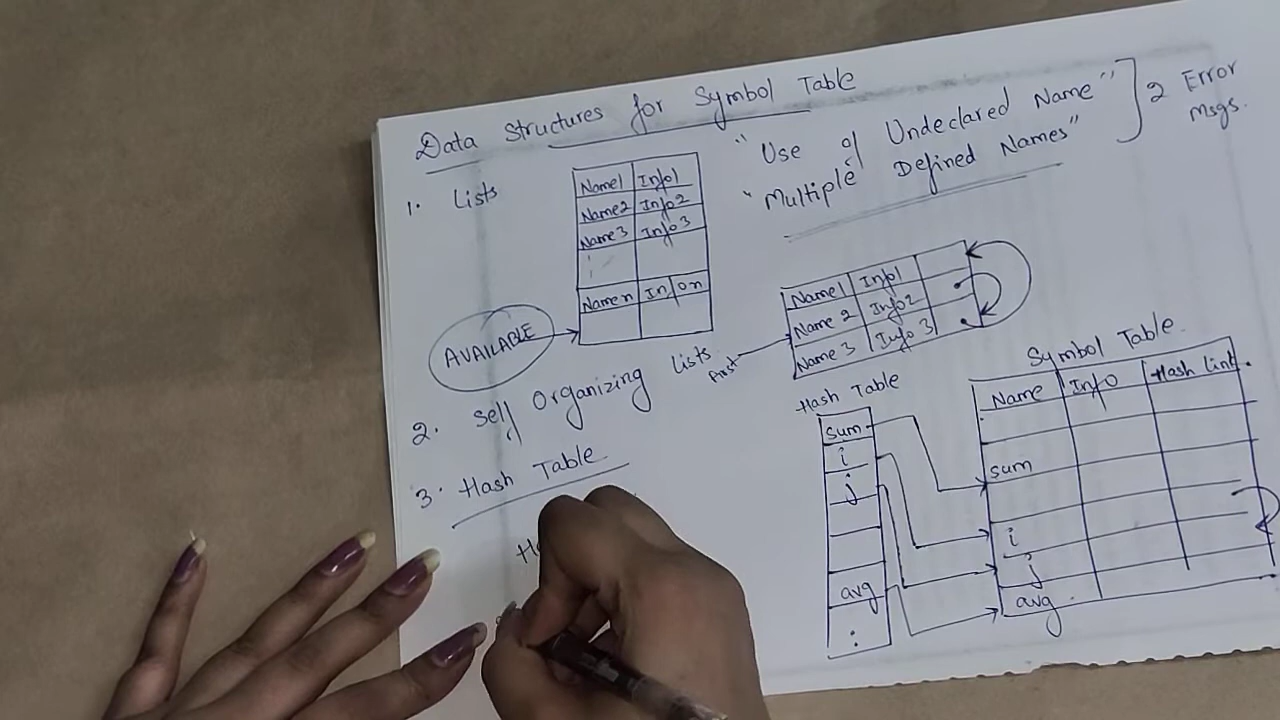 Data Structures for Symbol Table
"Use of Undeclared Name"
"Multiple Defined Names"
2 Error
Msgs.
1. Lists
Name1 Info1
Name2 Info2
Name3 Info3
Namen Infon
AVAILABLE
2. Self Organizing Lists
First
Name1 Info1
Name 2 Info2
Name 3 Info 3
3. Hash Table
Hash Table
sum
i
j
avg
Symbol Table
Name Info Hash link
sum
i
j
avg